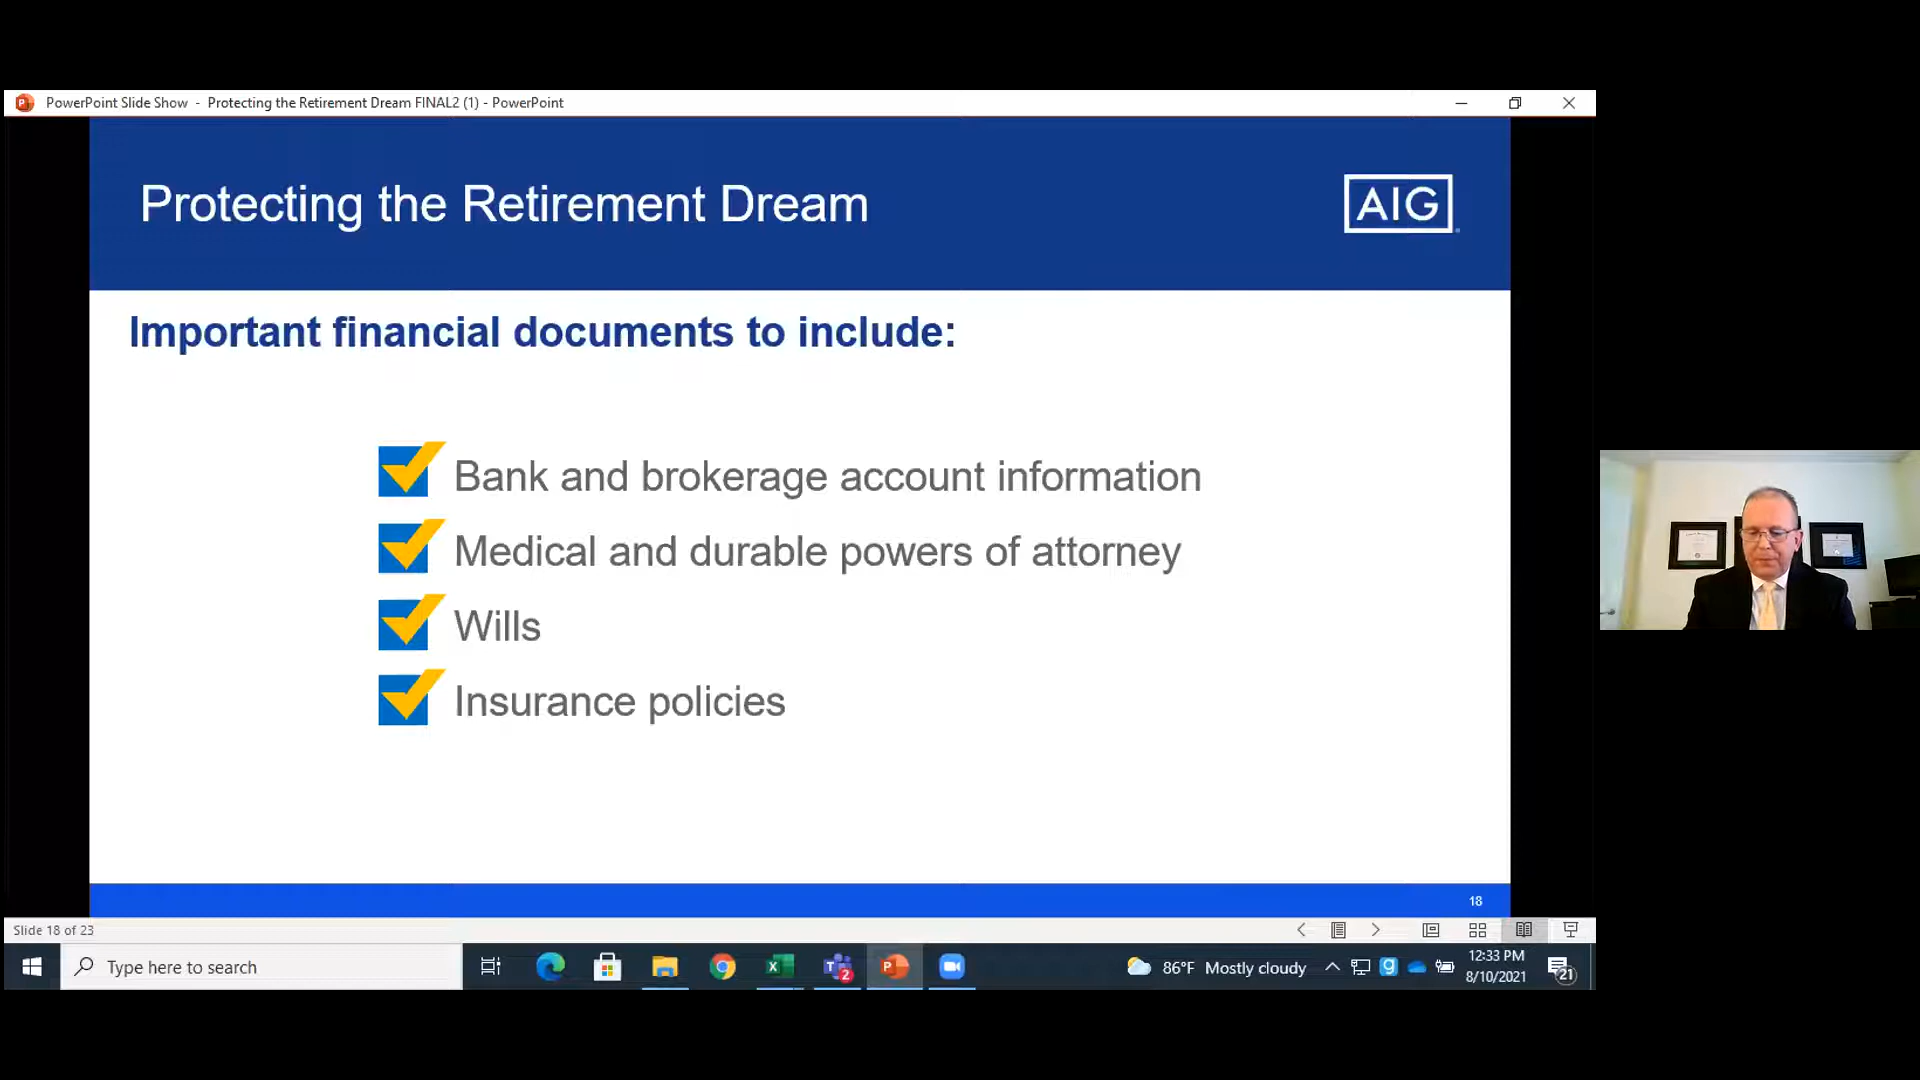 PowerPoint Slide Show - Protecting the Retirement Dream FINAL2 (1) - PowerPoint
Protecting the Retirement Dream
AIG
Important financial documents to include:
Bank and brokerage account information
Medical and durable powers of attorney
Wills
Insurance policies
18
Slide 18 of 23
Type here to search
2
86°F Mostly cloudy
12:33 PM
8/10/2021
21